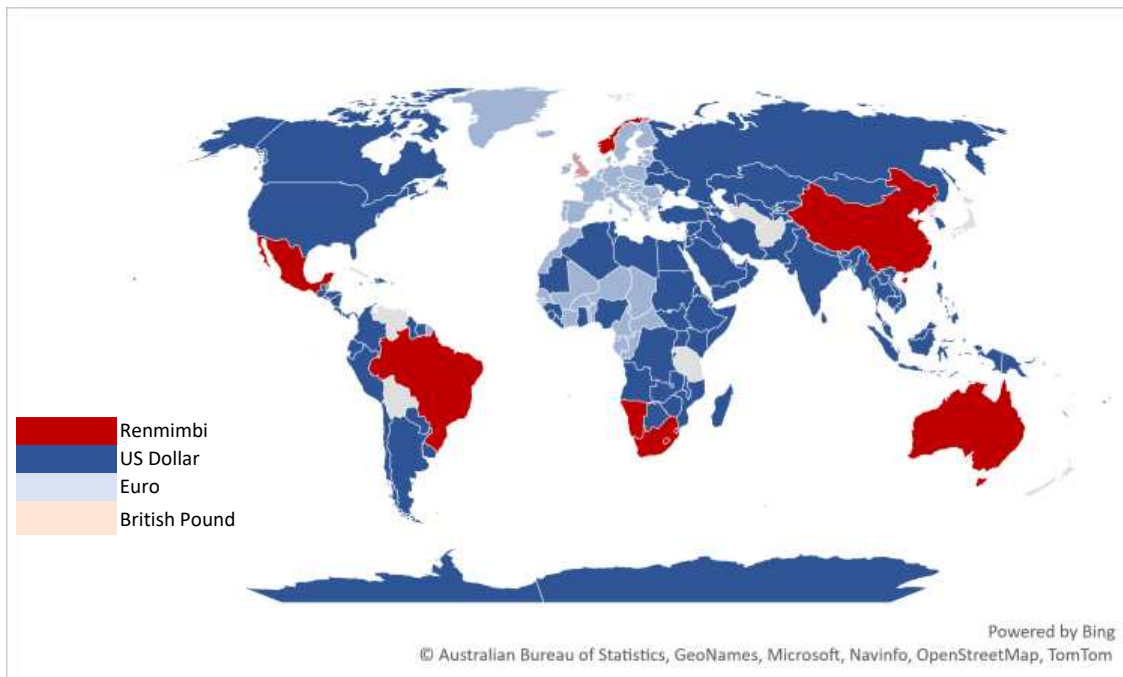 Renmimbi
US Dollar
Euro
British Pound
Powered by Bing
© Australian Bureau of Statistics, GeoNames, Microsoft, Navinfo, OpenStreetMap, TomTom